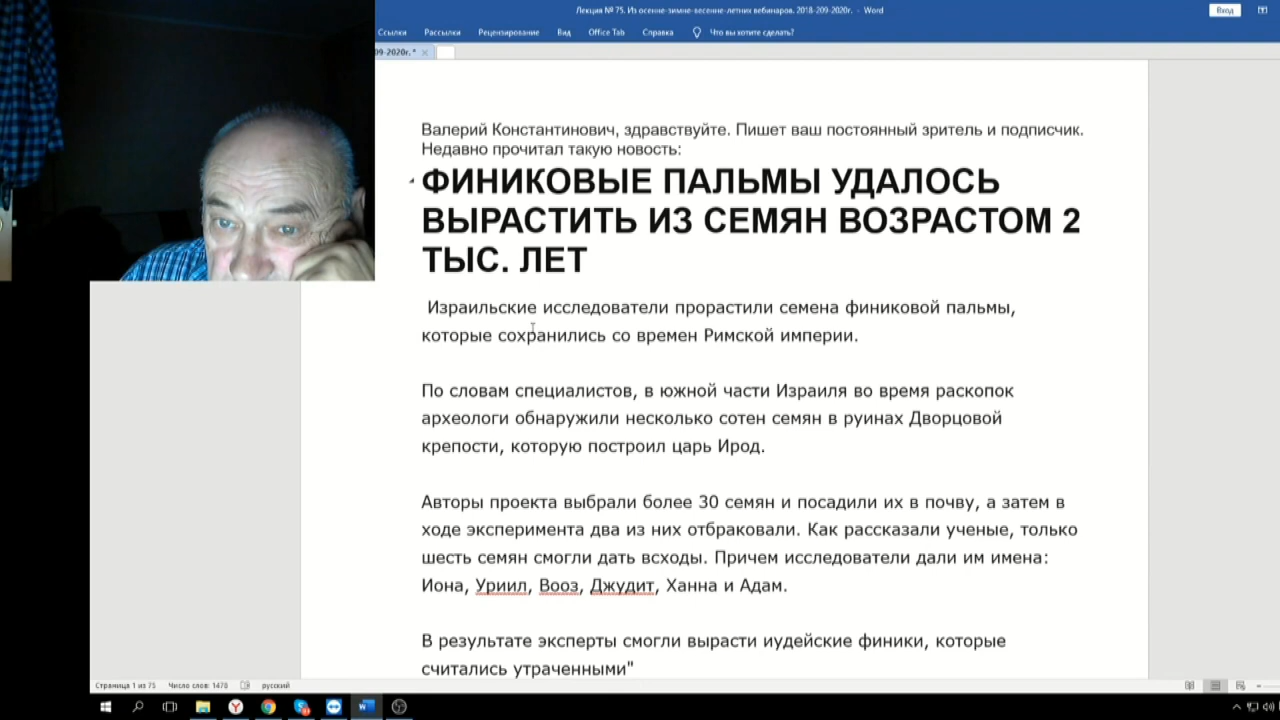 Лекция № 75. Из осенне-зимне-весенне-летних вебинаров. 2018-209-2020г. - Word
Вход
Ссылки Рассылки Рецензирование Вид Office Tab Справка Что вы хотите сделать?
09-2020г. *
Валерий Константинович, здравствуйте. Пишет ваш постоянный зритель и подписчик.
Недавно прочитал такую новость:
ФИНИКОВЫЕ ПАЛЬМЫ УДАЛОСЬ
ВЫРАСТИТЬ ИЗ СЕМЯН ВОЗРАСТОМ 2
ТЫС. ЛЕТ
Израильские исследователи прорастили семена финиковой пальмы,
которые сохранились со времен Римской империи.
По словам специалистов, в южной части Израиля во время раскопок
археологи обнаружили несколько сотен семян в руинах Дворцовой
крепости, которую построил царь Ирод.
Авторы проекта выбрали более 30 семян и посадили их в почву, а затем в
ходе эксперимента два из них отбраковали. Как рассказали ученые, только
шесть семян смогли дать всходы. Причем исследователи дали им имена:
Иона, Уриил, Вооз, Джудит, Ханна и Адам.
В результате эксперты смогли вырасти иудейские финики, которые
считались утраченными"
Страница 1 из 75 Число слов: 1478 русский